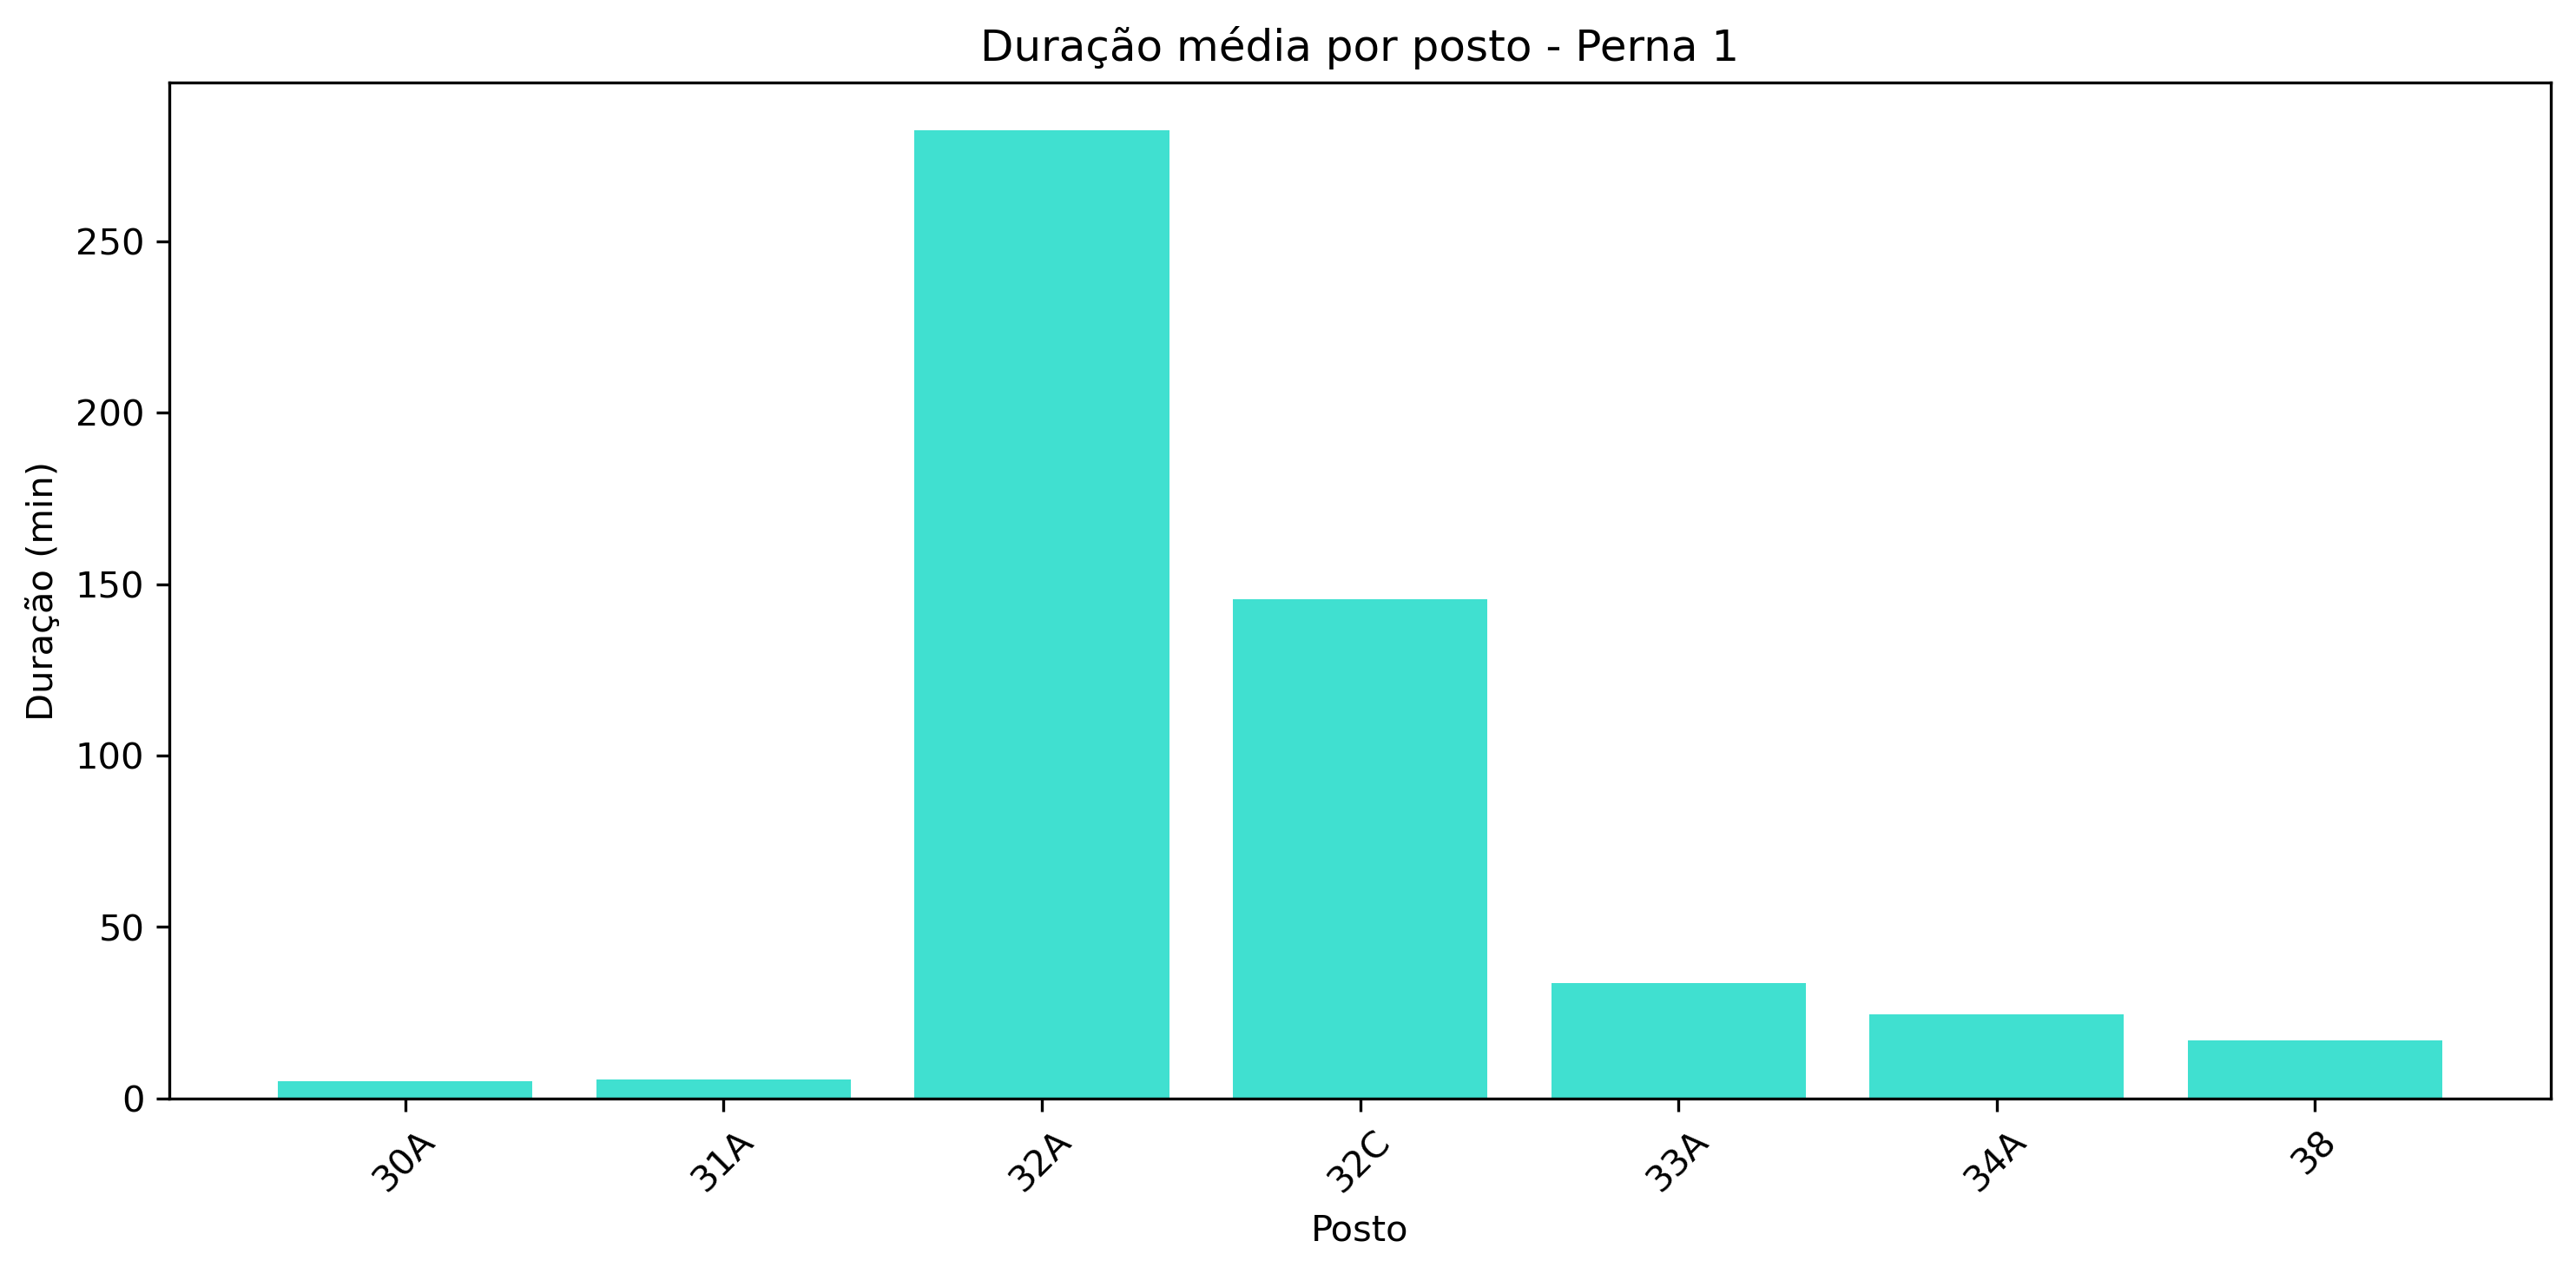 Duração média por posto - Perna 1
Duração (min)
250
200
150
100
50
0
30A
31A
32A
32C
33A
34A
38
Posto